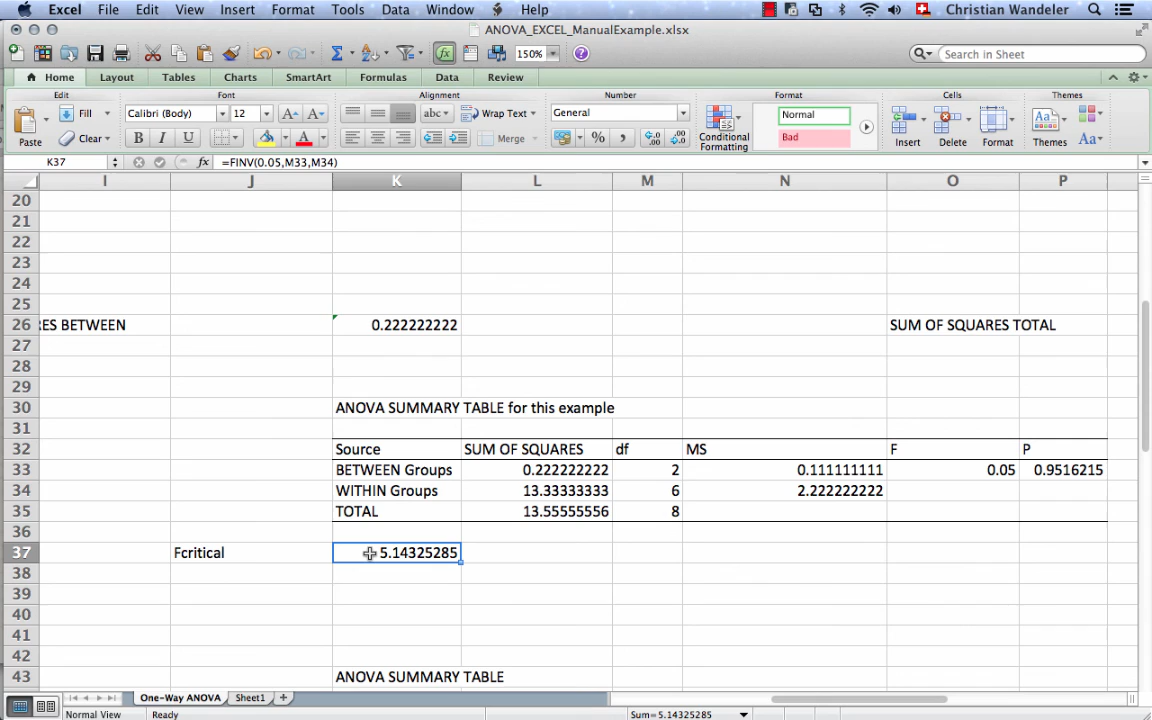 Excel File Edit View Insert Format Tools Data Window Help Christian Wandeler
ANOVA_EXCEL_ManualExample.xlsx
150% Search in Sheet
Home Layout Tables Charts SmartArt Formulas Data Review
Edit Font Alignment Number Format Cells Themes
Paste Fill Calibri (Body) 12 A A abc Wrap Text General Conditional Formatting Normal Insert Delete Format Themes Aa
Clear B I U A Merge % , .0 .00 Bad
K37 fx =FINV(0.05,M33,M34)
I J K L M N O P
20
21
22
23
24
25
26 RES BETWEEN 0.222222222 SUM OF SQUARES TOTAL
27
28
29
30 ANOVA SUMMARY TABLE for this example
31
32 Source SUM OF SQUARES df MS F P
33 BETWEEN Groups 0.222222222 2 0.111111111 0.05 0.9516215
34 WITHIN Groups 13.33333333 6 2.222222222
35 TOTAL 13.55555556 8
36
37 Fcritical 5.14325285
38
39
40
41
42
43 ANOVA SUMMARY TABLE
One-Way ANOVA Sheet1
Normal View Ready Sum=5.14325285